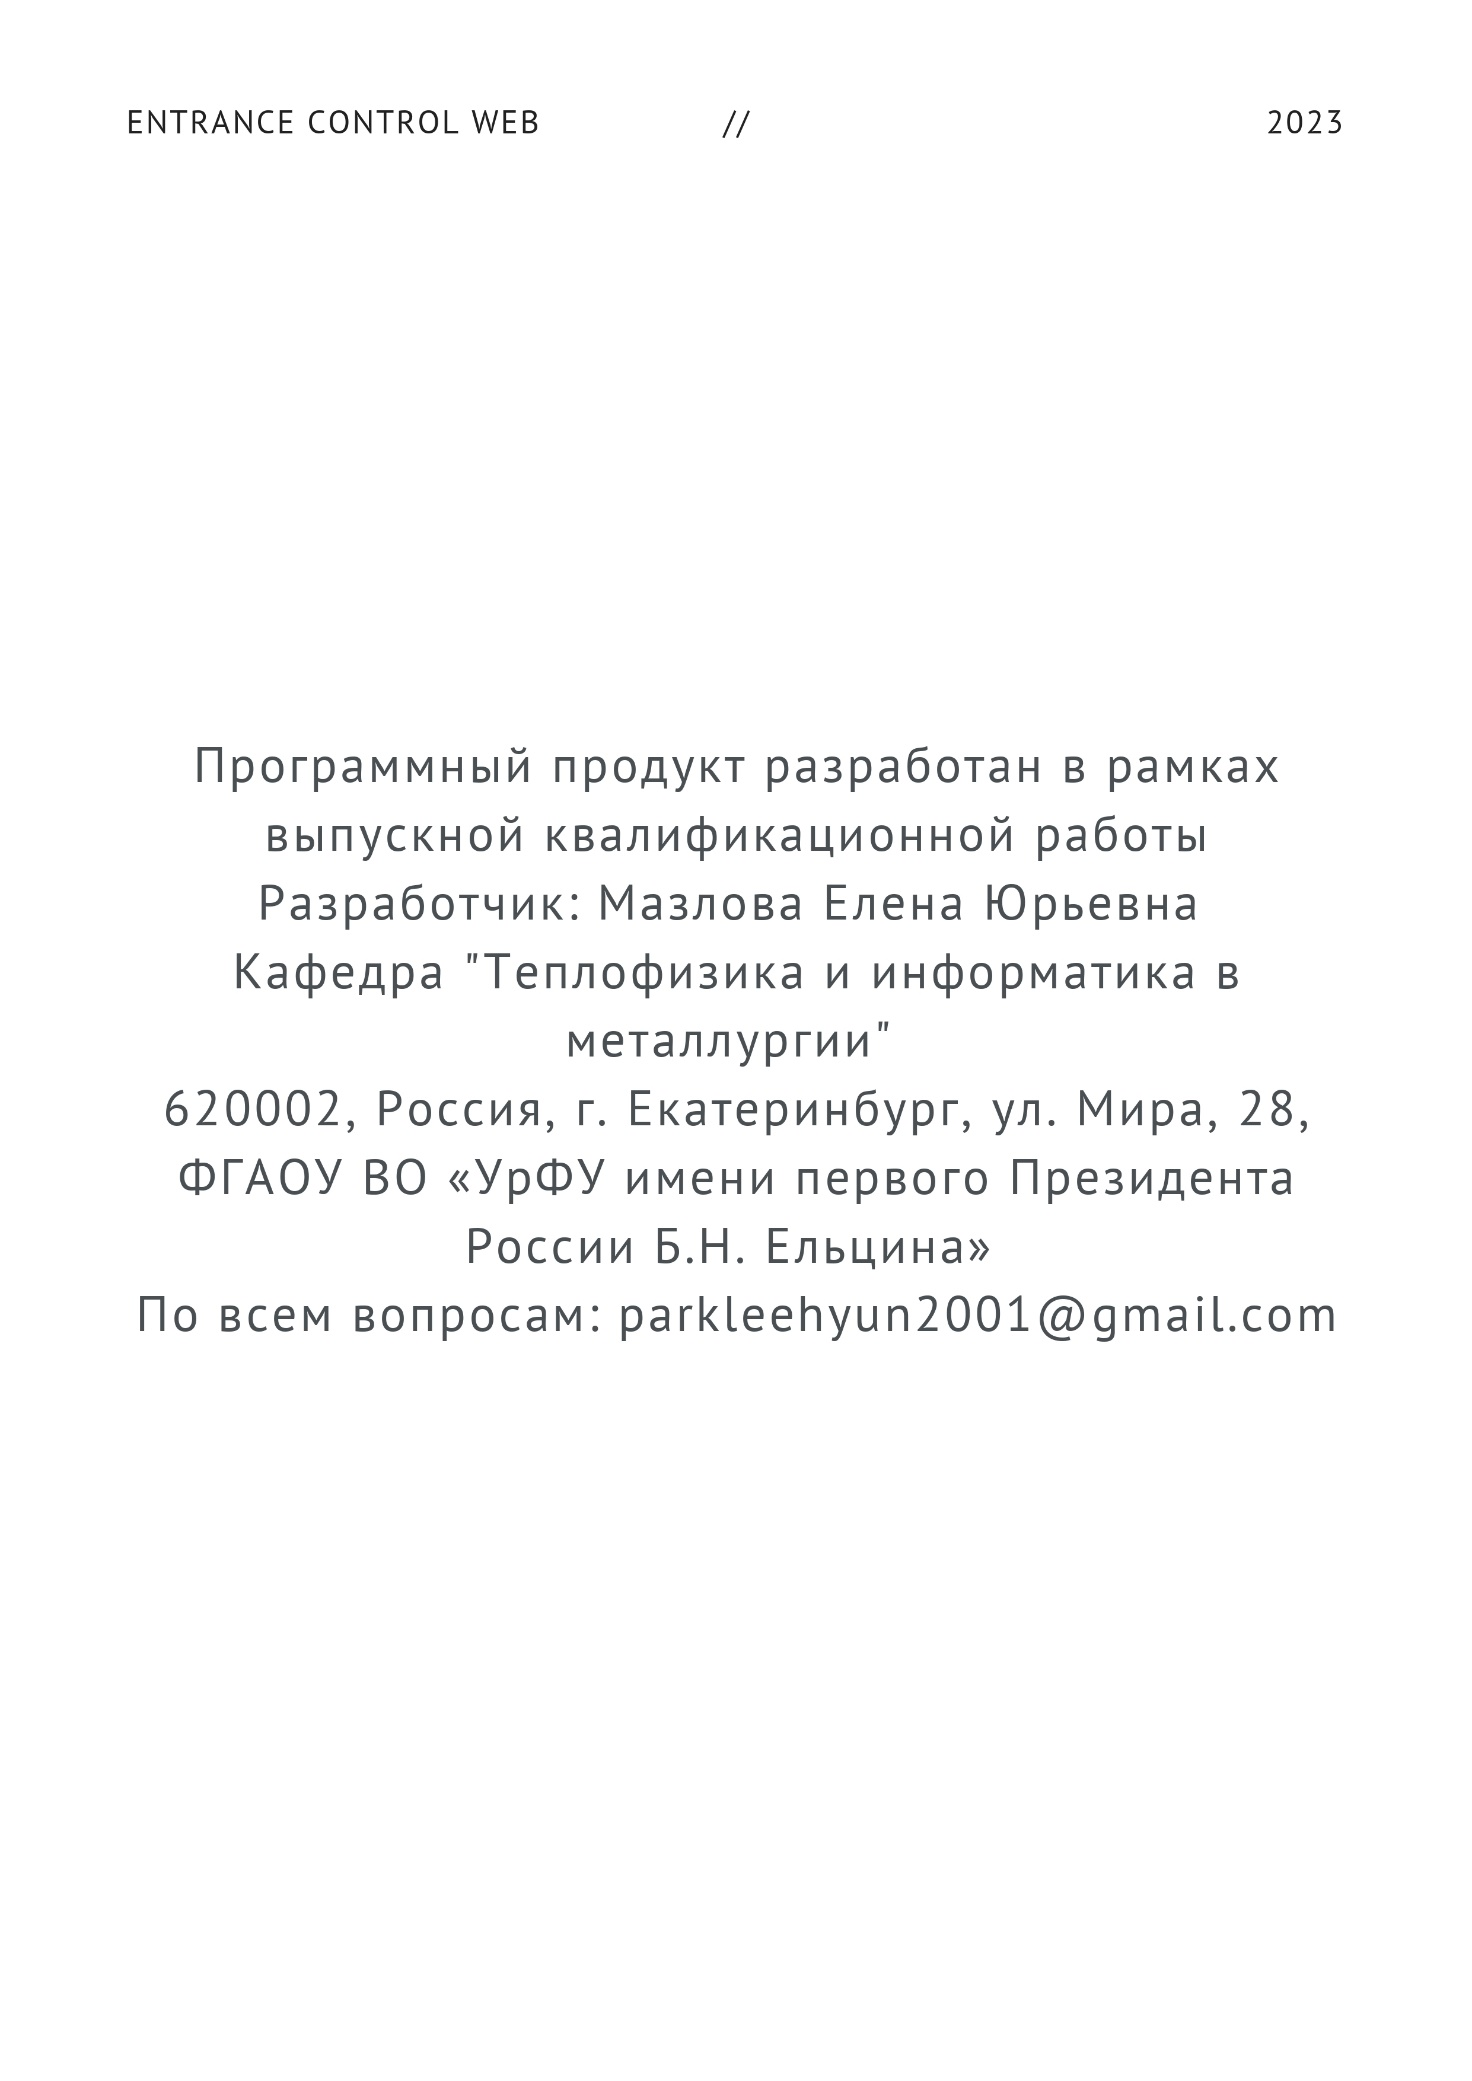 ENTRANCE CONTROL WEB // 2023
Программный продукт разработан в рамках
выпускной квалификационной работы
Разработчик: Мазлова Елена Юрьевна
Кафедра "Теплофизика и информатика в
металлургии"
620002, Россия, г. Екатеринбург, ул. Мира, 28,
ФГАОУ ВО «УрФУ имени первого Президента
России Б.Н. Ельцина»
По всем вопросам: parkleehyun2001@gmail.com